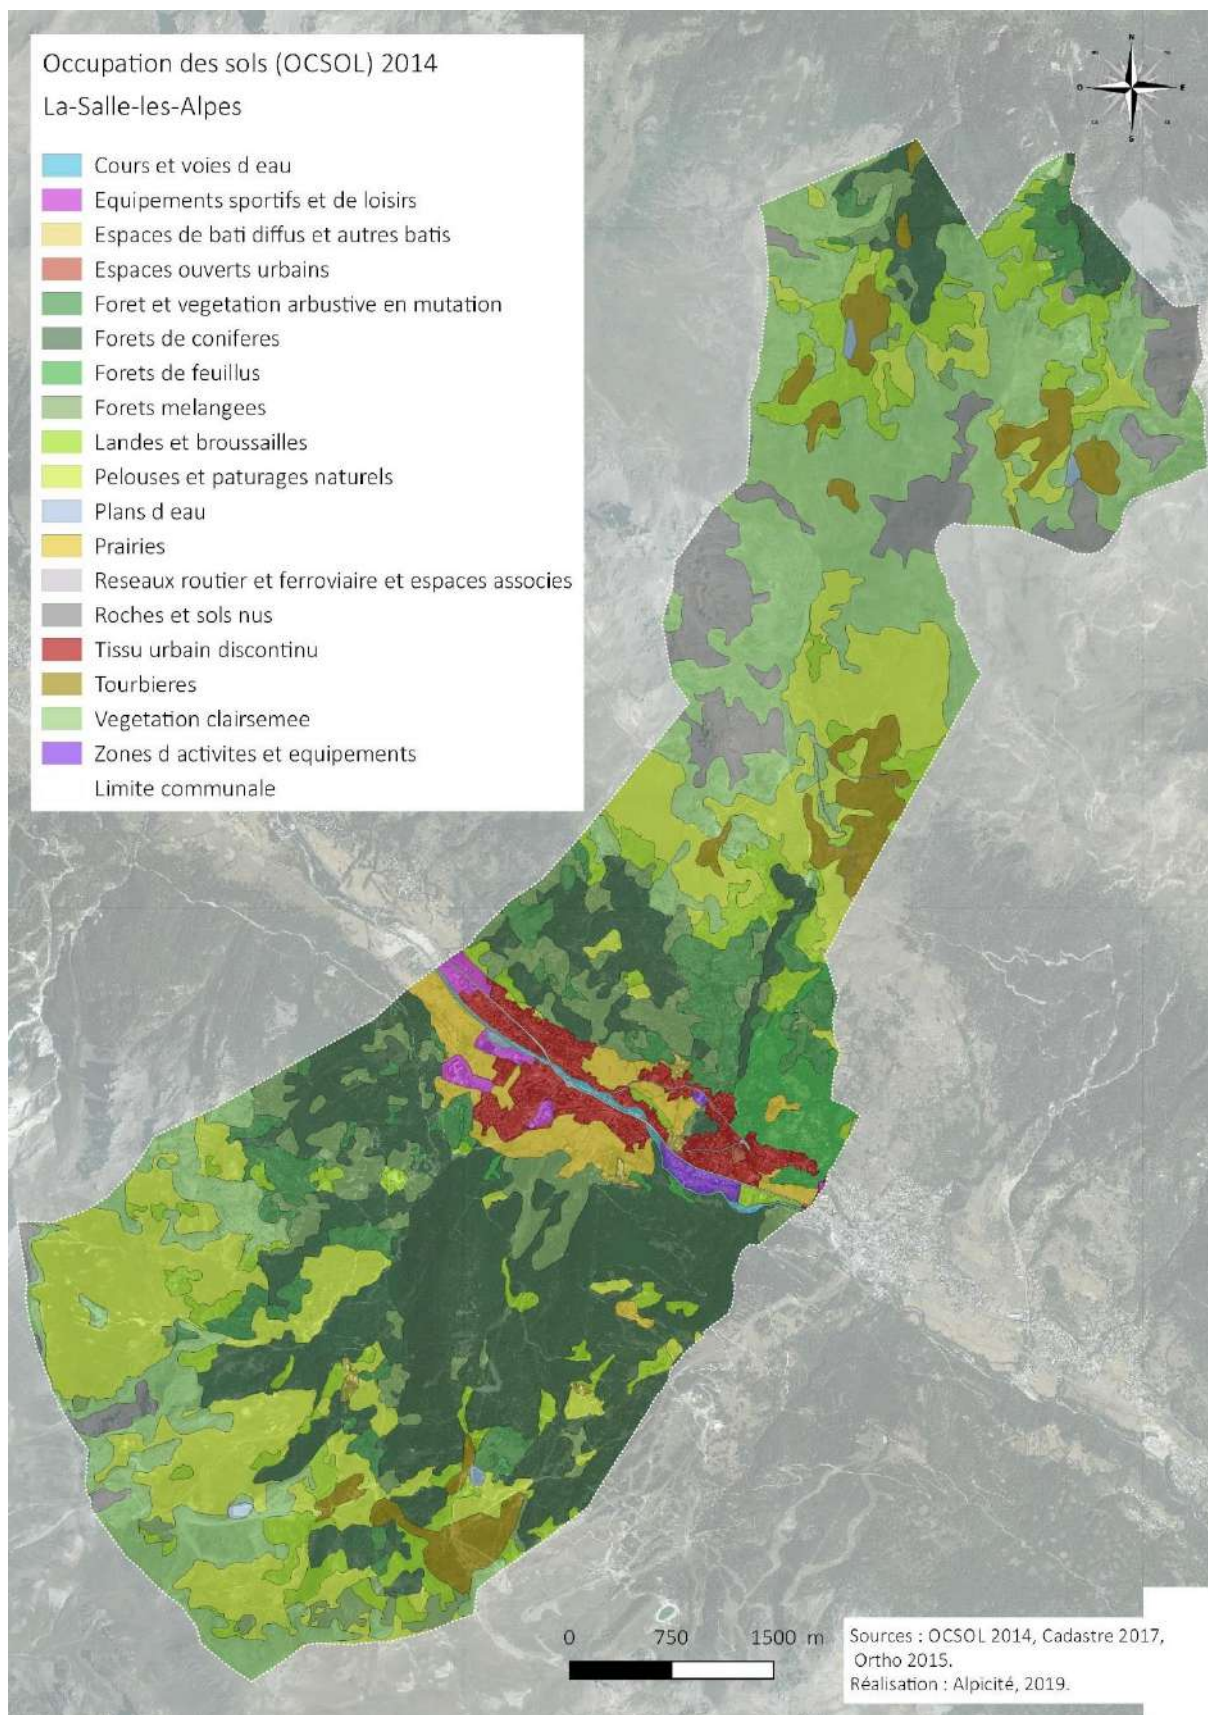 Occupation des sols (OCSOL) 2014
La-Salle-les-Alpes
Cours et voies d eau
Equipements sportifs et de loisirs
Espaces de bati diffus et autres batis
Espaces ouverts urbains
Foret et vegetation arbustive en mutation
Forets de coniferes
Forets de feuillus
Forets melangees
Landes et broussailles
Pelouses et paturages naturels
Plans d eau
Prairies
Reseaux routier et ferroviaire et espaces associes
Roches et sols nus
Tissu urbain discontinu
Tourbieres
Vegetation clairsemee
Zones d activites et equipements
Limite communale
N
O
E
S
0 750 1500 m
Sources : OCSOL 2014, Cadastre 2017,
Ortho 2015.
Réalisation : Alpicité, 2019.